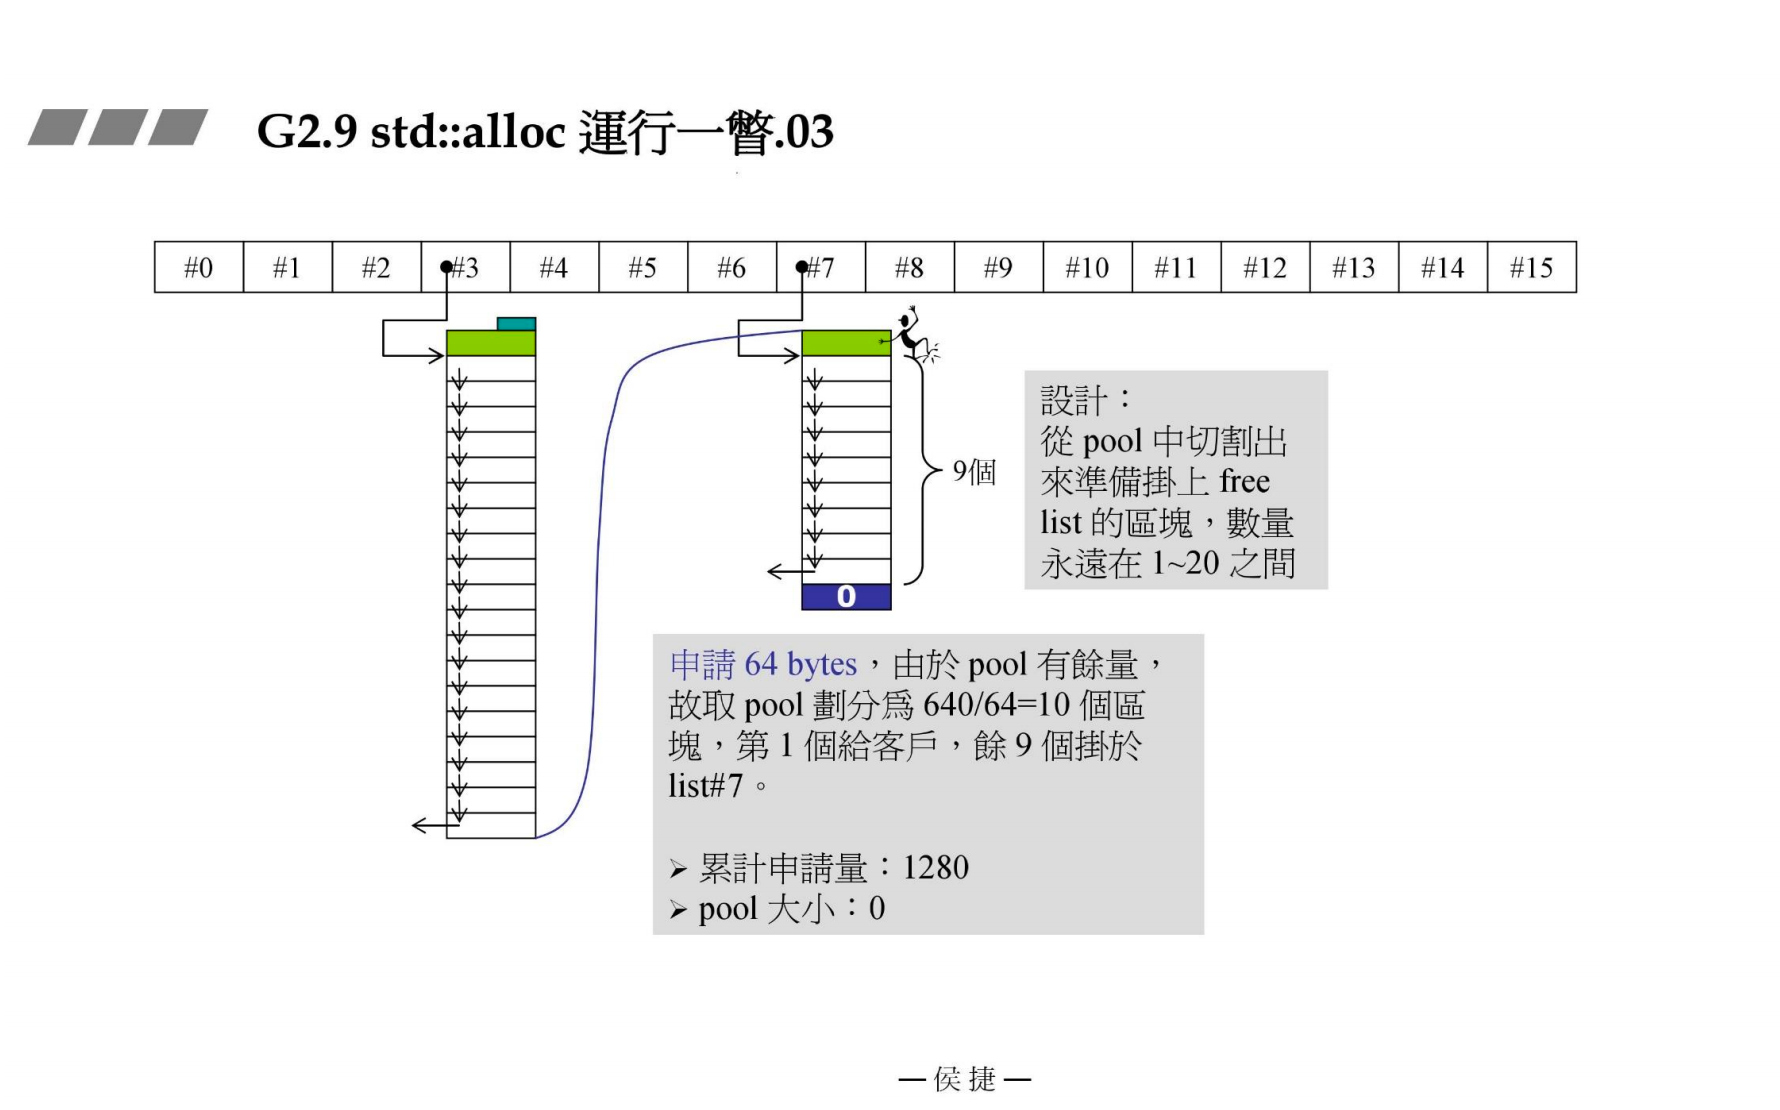 G2.9 std::alloc 運行一瞥.03
#0 #1 #2 #3 #4 #5 #6 #7 #8 #9 #10 #11 #12 #13 #14 #15
9個
設計：
從 pool 中切割出
來準備掛上 free
list 的區塊，數量
永遠在 1~20 之間
0
申請 64 bytes，由於 pool 有餘量，
故取 pool 劃分為 640/64=10 個區
塊，第 1 個給客戶，餘 9 個掛於
list#7。
➢ 累計申請量：1280
➢ pool 大小：0
— 侯 捷 —